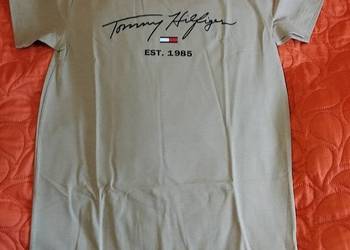 Tommy Hilfiger
EST. 1985